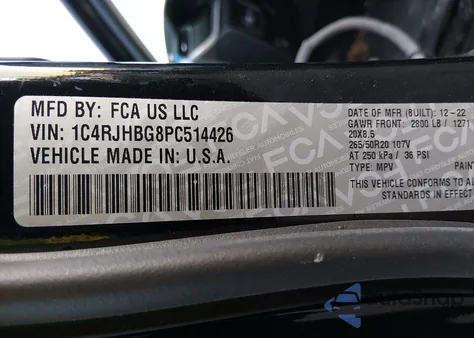 MFD BY: FCA US LLC
VIN: 1C4RJHBG8PC514426
VEHICLE MADE IN: U.S.A.
DATE OF MFR (BUILT): 12-22
GAWR FRONT: 2800 LB / 1271
20X8.5
265/50R20 107V
AT 250 kPa / 36 PSI
TYPE: MPV PAIN
THIS VEHICLE CONFORMS TO AL
STANDARDS IN EFFECT